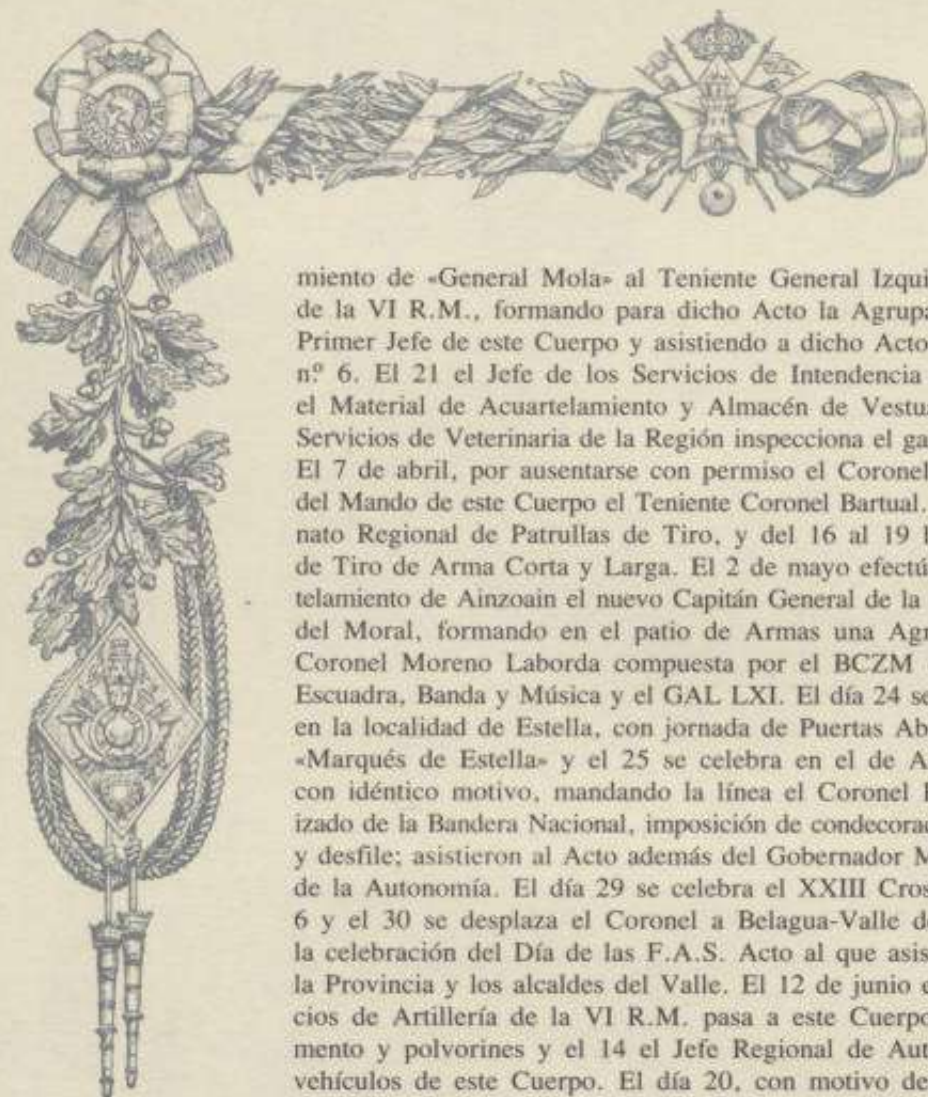 miento de «General Mola» al Teniente General Izqui
de la VI R.M., formando para dicho Acto la Agrupa
Primer Jefe de este Cuerpo y asistiendo a dicho Acto
n.º 6. El 21 el Jefe de los Servicios de Intendencia
el Material de Acuartelamiento y Almacén de Vestu
Servicios de Veterinaria de la Región inspecciona el ga
El 7 de abril, por ausentarse con permiso el Coronel
del Mando de este Cuerpo el Teniente Coronel Bartual.
nato Regional de Patrullas de Tiro, y del 16 al 19
de Tiro de Arma Corta y Larga. El 2 de mayo efectú
telamiento de Ainzoain el nuevo Capitán General de la
del Moral, formando en el patio de Armas una Agr
Coronel Moreno Laborda compuesta por el BCZM
Escuadra, Banda y Música y el GAL LXI. El día 24 se
en la localidad de Estella, con jornada de Puertas Ab
«Marqués de Estella» y el 25 se celebra en el de A
con idéntico motivo, mandando la línea el Coronel
izado de la Bandera Nacional, imposición de condecora
y desfile; asistieron al Acto además del Gobernador M
de la Autonomía. El día 29 se celebra el XXIII Cros
6 y el 30 se desplaza el Coronel a Belagua-Valle d
la celebración del Día de las F.A.S. Acto al que asis
la Provincia y los alcaldes del Valle. El 12 de junio
cios de Artillería de la VI R.M. pasa a este Cuerpo
mento y polvorines y el 14 el Jefe Regional de Aut
vehículos de este Cuerpo. El día 20, con motivo de